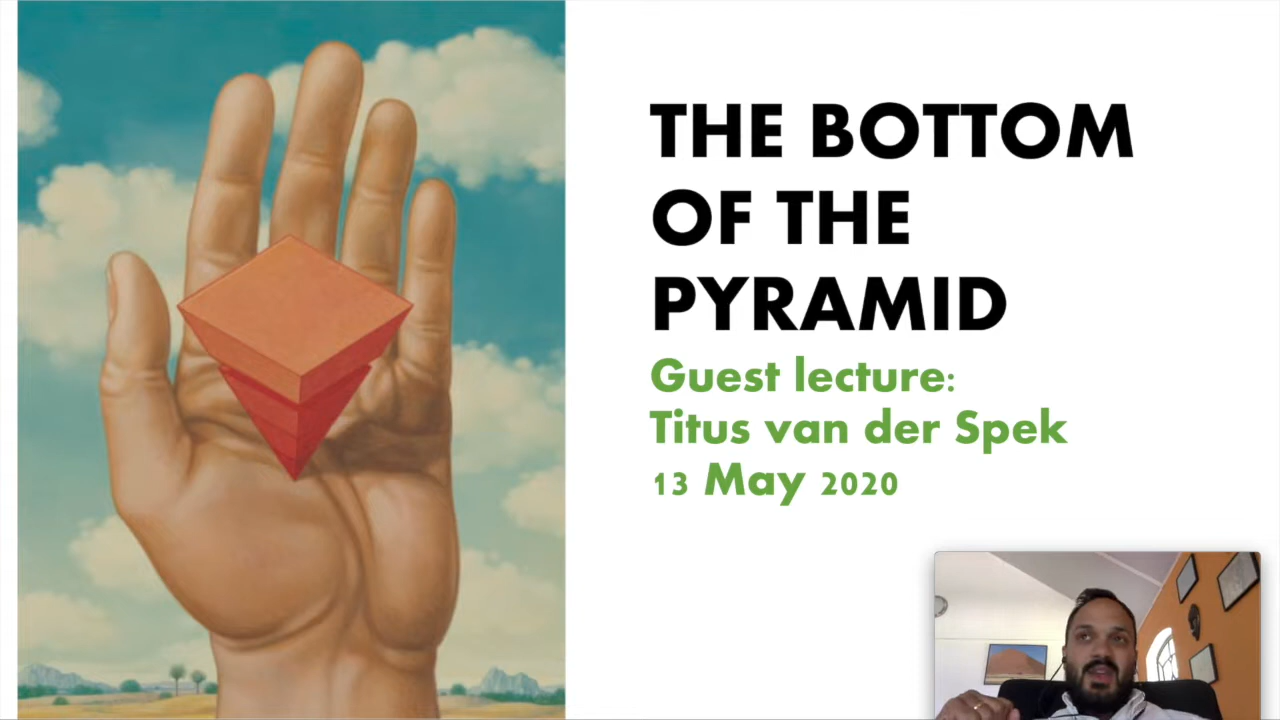 THE BOTTOM
OF THE
PYRAMID
Guest lecture:
Titus van der Spek
13 May 2020